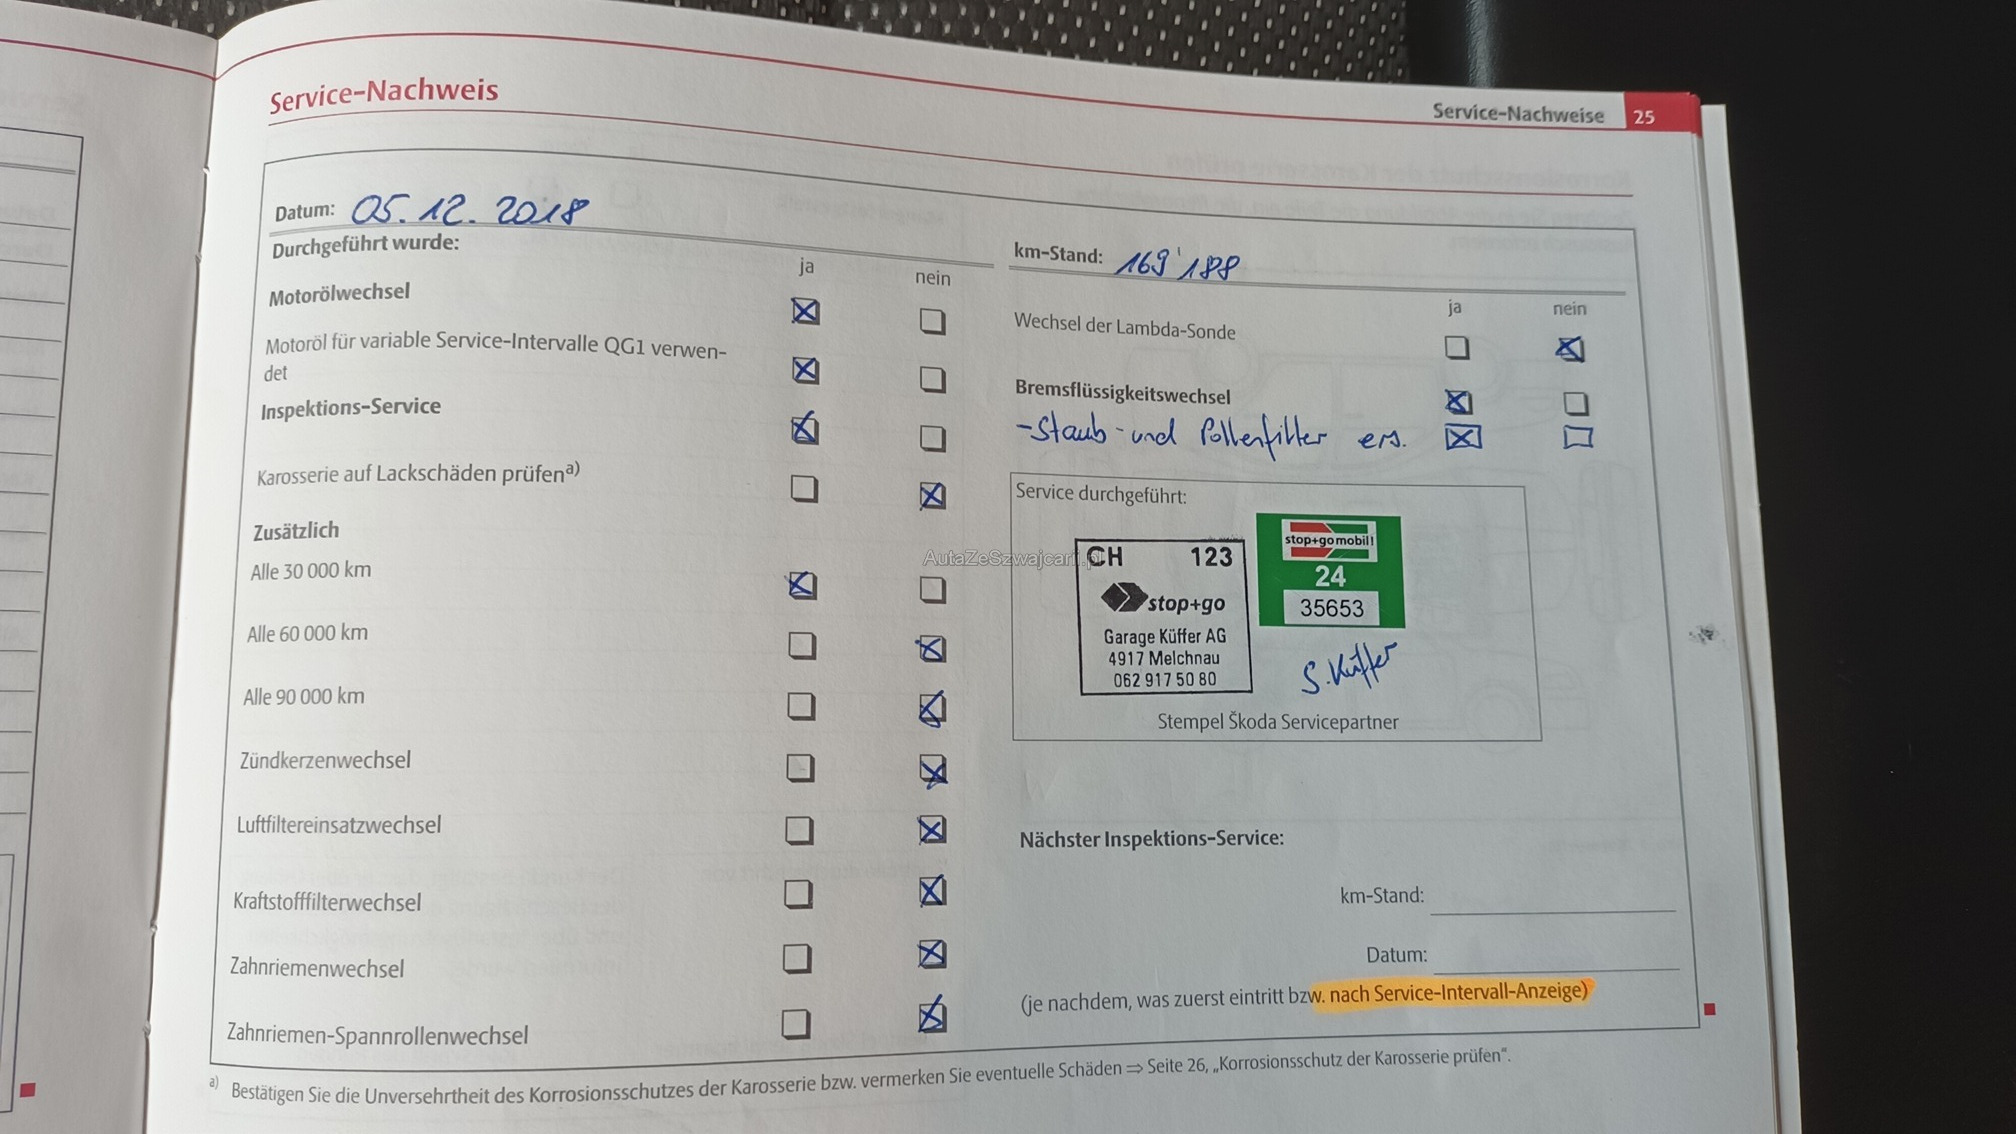 Service-Nachweise 25
Service-Nachweis
Datum: 05.12.2018
Durchgeführt wurde:
ja nein
Motorölwechsel
Motoröl für variable Service-Intervalle QG1 verwen-
det
Inspektions-Service
Karosserie auf Lackschäden prüfen a)
Zusätzlich
Alle 30 000 km
Alle 60 000 km
Alle 90 000 km
Zündkerzenwechsel
Luftfiltereinsatzwechsel
Kraftstofffilterwechsel
Zahnriemenwechsel
Zahnriemen-Spannrollenwechsel
km-Stand: 169'188
ja nein
Wechsel der Lambda-Sonde
Bremsflüssigkeitswechsel
-Staub- und Pollenfilter ers.
Service durchgeführt:
CH 123
stop+go
Garage Küffer AG
4917 Melchnau
062 917 50 80
stop+gomobil!
24
35653
S. Küffer
Stempel Škoda Servicepartner
Nächster Inspektions-Service:
km-Stand:
Datum:
(je nachdem, was zuerst eintritt bzw. nach Service-Intervall-Anzeige)
a) Bestätigen Sie die Unversehrtheit des Korrosionsschutzes der Karosserie bzw. vermerken Sie eventuelle Schäden ⇒ Seite 26, „Korrosionsschutz der Karosserie prüfen".
AutaZeSzwajcarii.pl